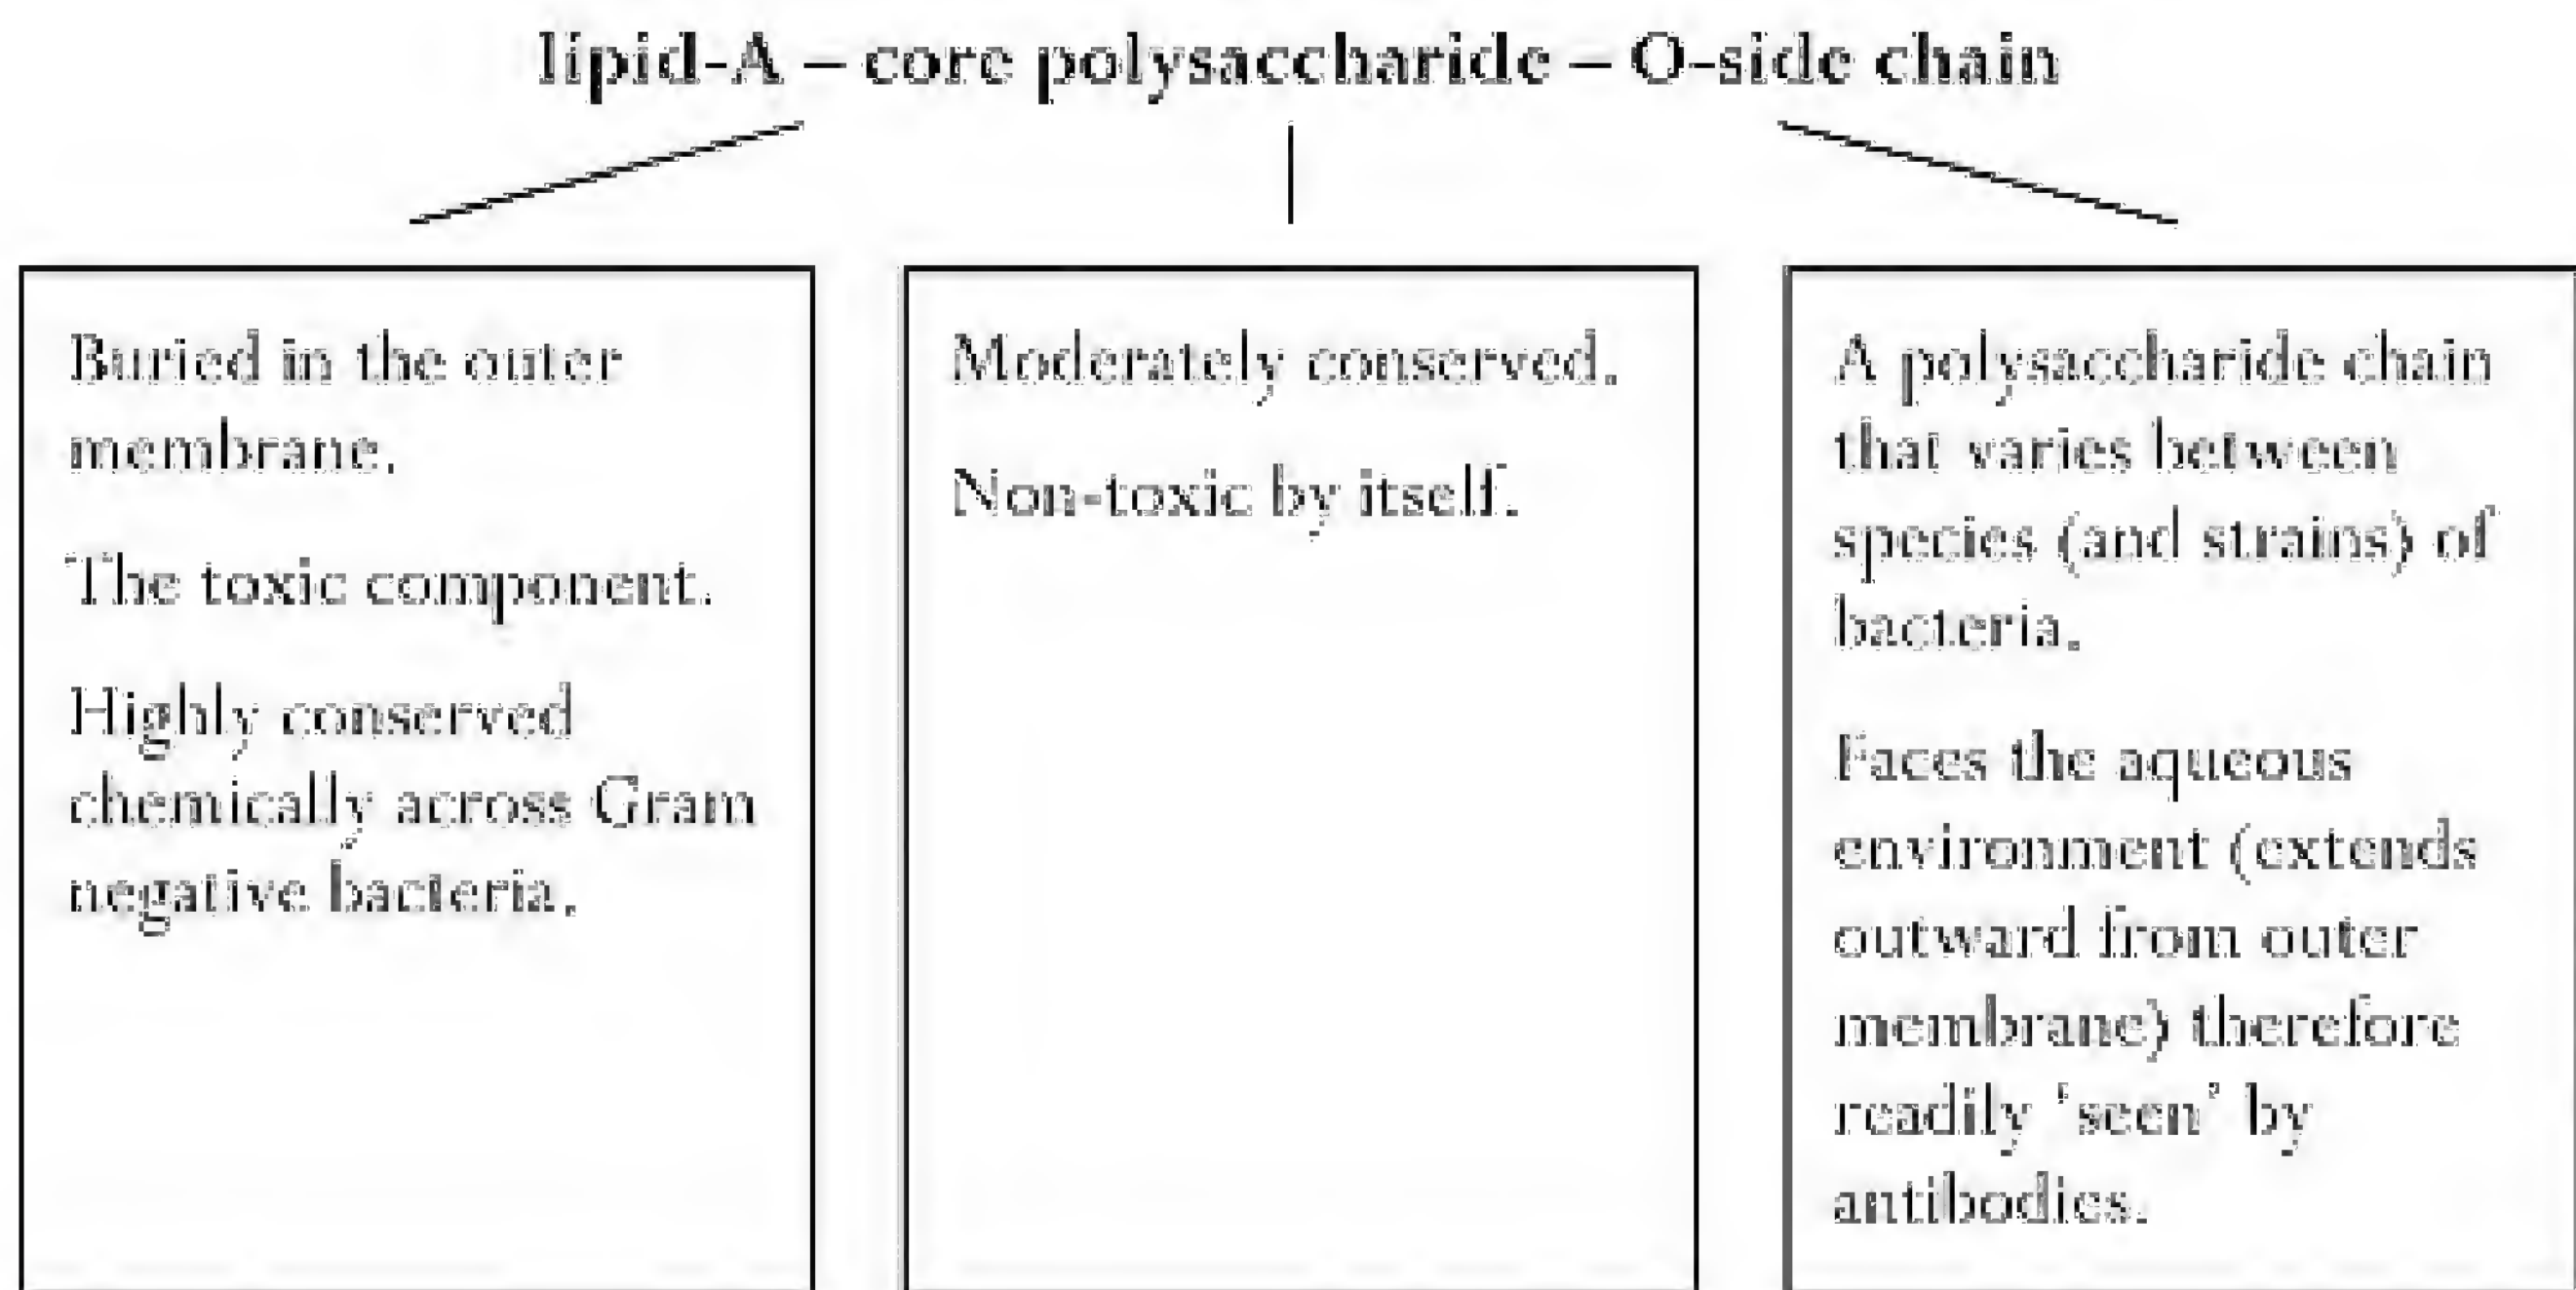 lipid-A – core polysaccharide – O-side chain
Buried in the outer
membrane.
The toxic component.
Highly conserved
chemically across Gram
negative bacteria.
Moderately conserved.
Non-toxic by itself.
A polysaccharide chain
that varies between
species (and strains) of
bacteria.
Faces the aqueous
environment (extends
outward from outer
membrane) therefore
readily 'seen' by
antibodies.